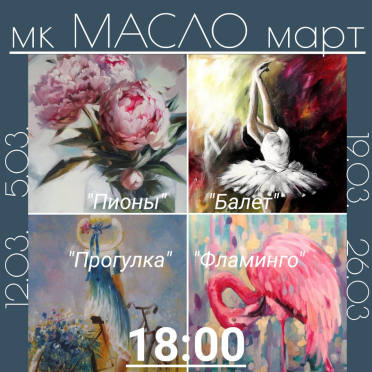 мк МАСЛО март
5.03.
12.03.
"Пионы"
"Балет"
"Прогулка"
"Фламинго"
19.03
26.03
18:00